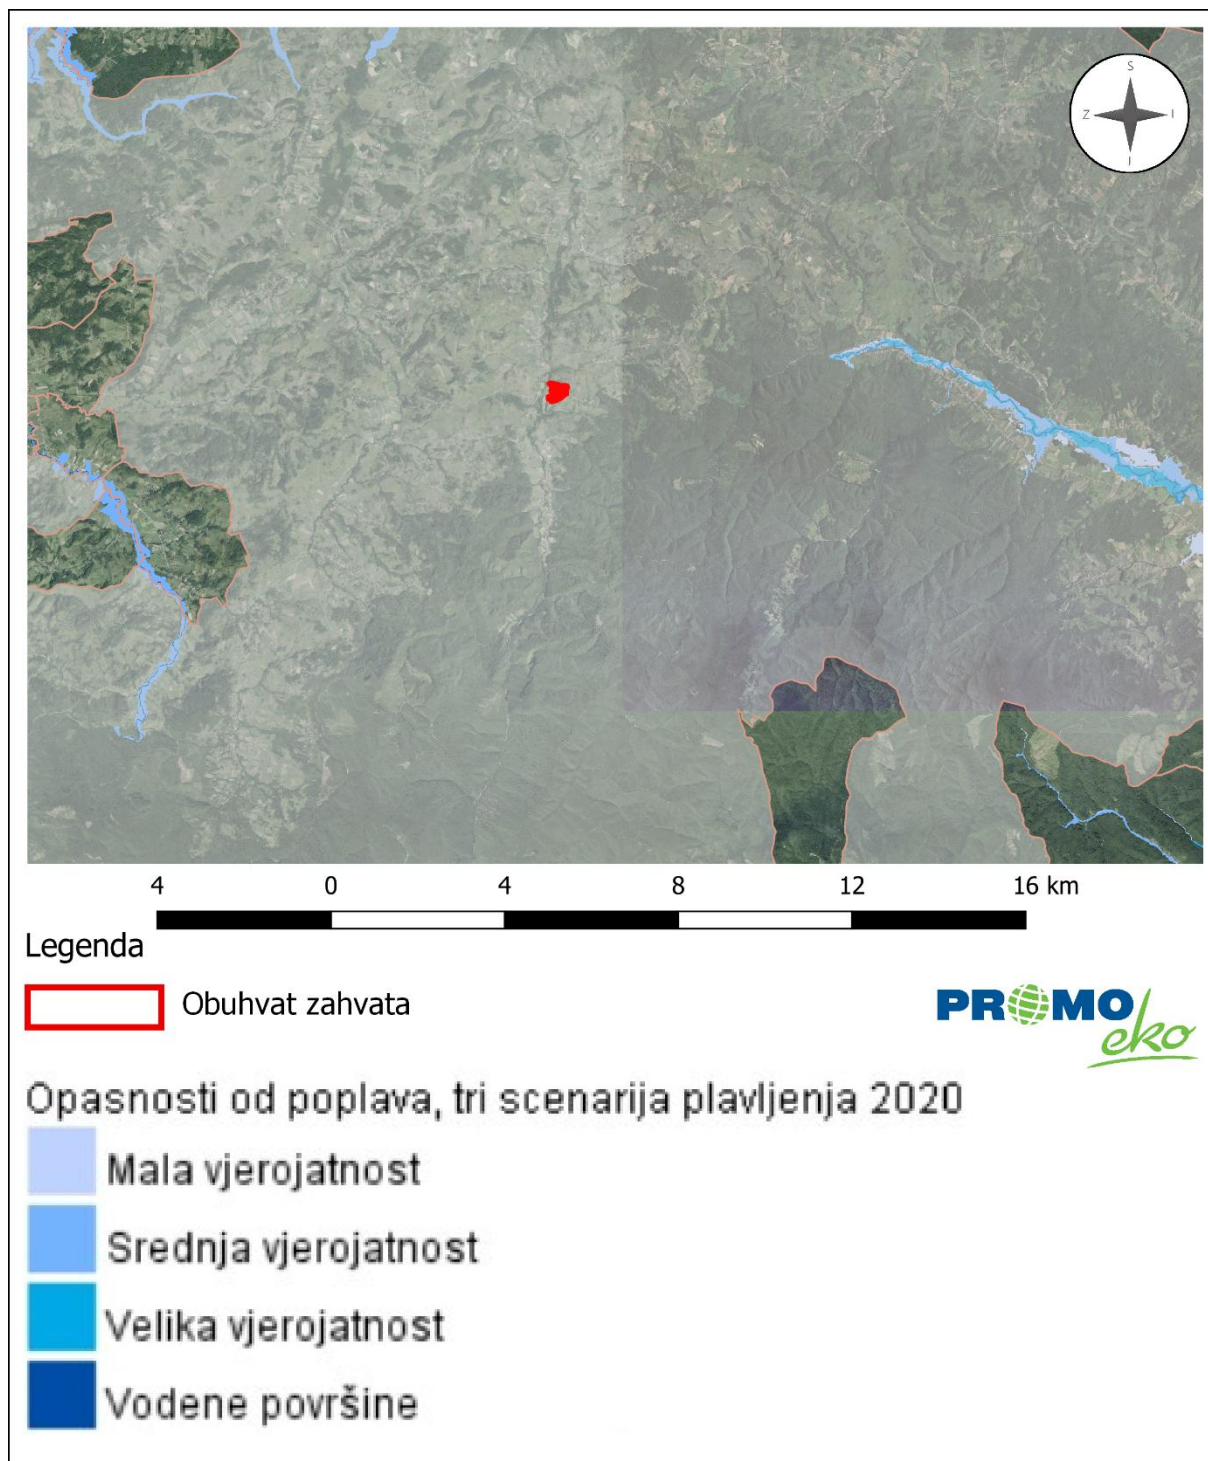 S
Z I
I
4 0 4 8 12 16 km
Legenda
Obuhvat zahvata
PROMO
eko
Opasnosti od poplava, tri scenarija plavljenja 2020
Mala vjerojatnost
Srednja vjerojatnost
Velika vjerojatnost
Vodene površine